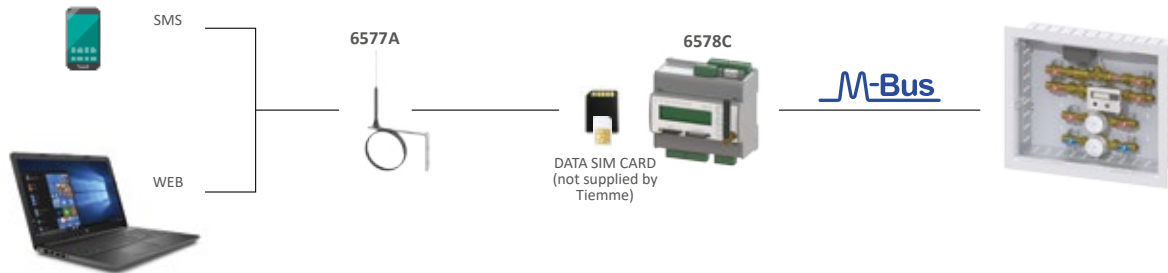 SMS
6577A
6578C
M-Bus
WEB
DATA SIM CARD
(not supplied by
Tiemme)